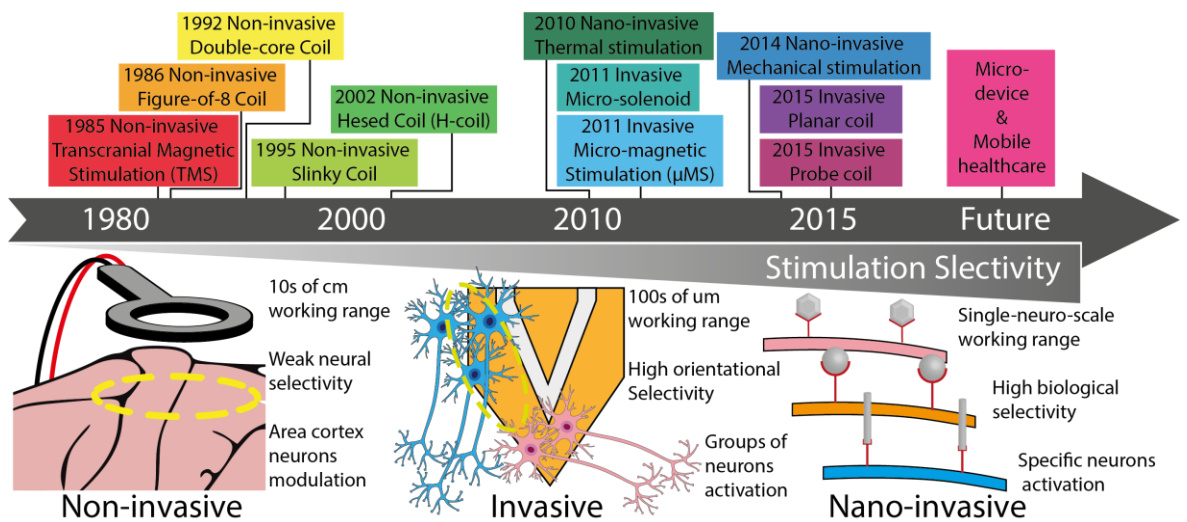 1992 Non-invasive
Double-core Coil
1986 Non-invasive
Figure-of-8 Coil
1985 Non-invasive
Transcranial Magnetic
Stimulation (TMS)
2002 Non-invasive
Hesed Coil (H-coil)
1995 Non-invasive
Slinky Coil
2010 Nano-invasive
Thermal stimulation
2011 Invasive
Micro-solenoid
2011 Invasive
Micro-magnetic
Stimulation (μMS)
2014 Nano-invasive
Mechanical stimulation
2015 Invasive
Planar coil
2015 Invasive
Probe coil
Micro-
device
&
Mobile
healthcare
1980
2000
2010
2015
Future
Stimulation Slectivity
10s of cm
working range
Weak neural
selectivity
Area cortex
neurons
modulation
Non-invasive
100s of um
working range
High orientational
Selectivity
Groups of
neurons
activation
Invasive
Single-neuro-scale
working range
High biological
selectivity
Specific neurons
activation
Nano-invasive